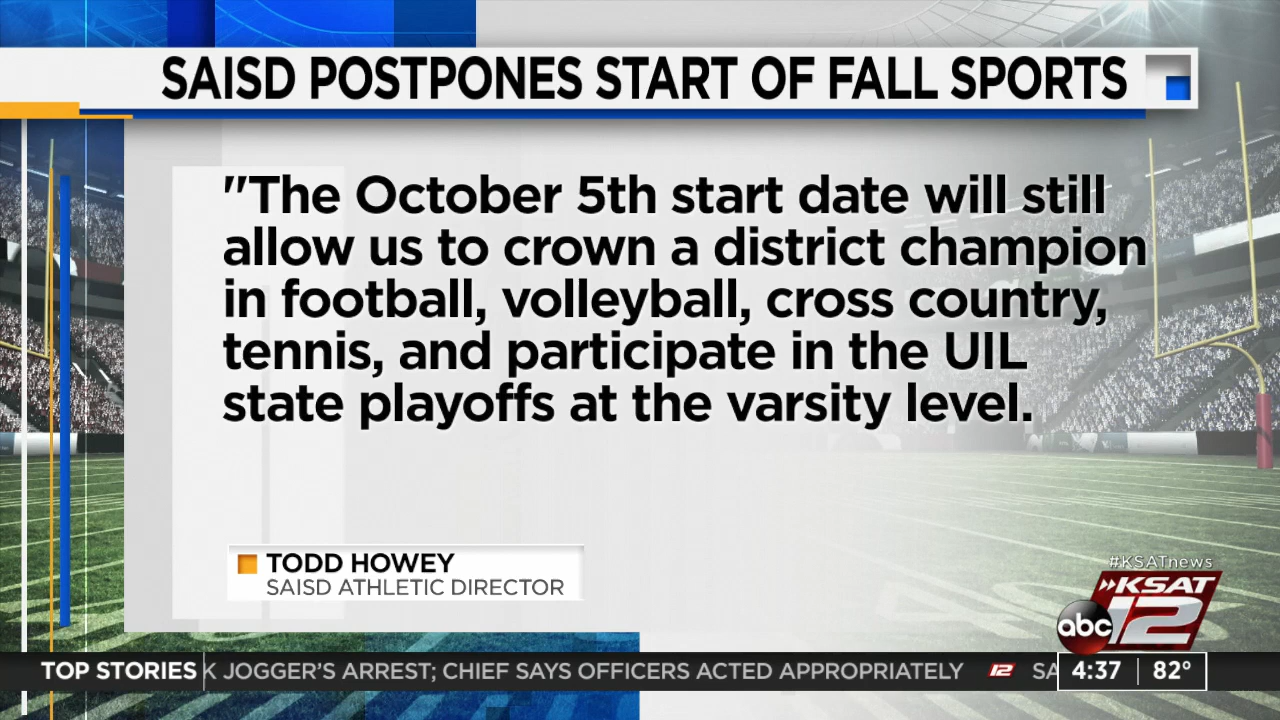 SAISD POSTPONES START OF FALL SPORTS
"The October 5th start date will still
allow us to crown a district champion
in football, volleyball, cross country,
tennis, and participate in the UIL
state playoffs at the varsity level.
TODD HOWEY
SAISD ATHLETIC DIRECTOR
#KSATnews
KSAT
abc 12
TOP STORIES K JOGGER'S ARREST; CHIEF SAYS OFFICERS ACTED APPROPRIATELY 12 SA 4:37 82°